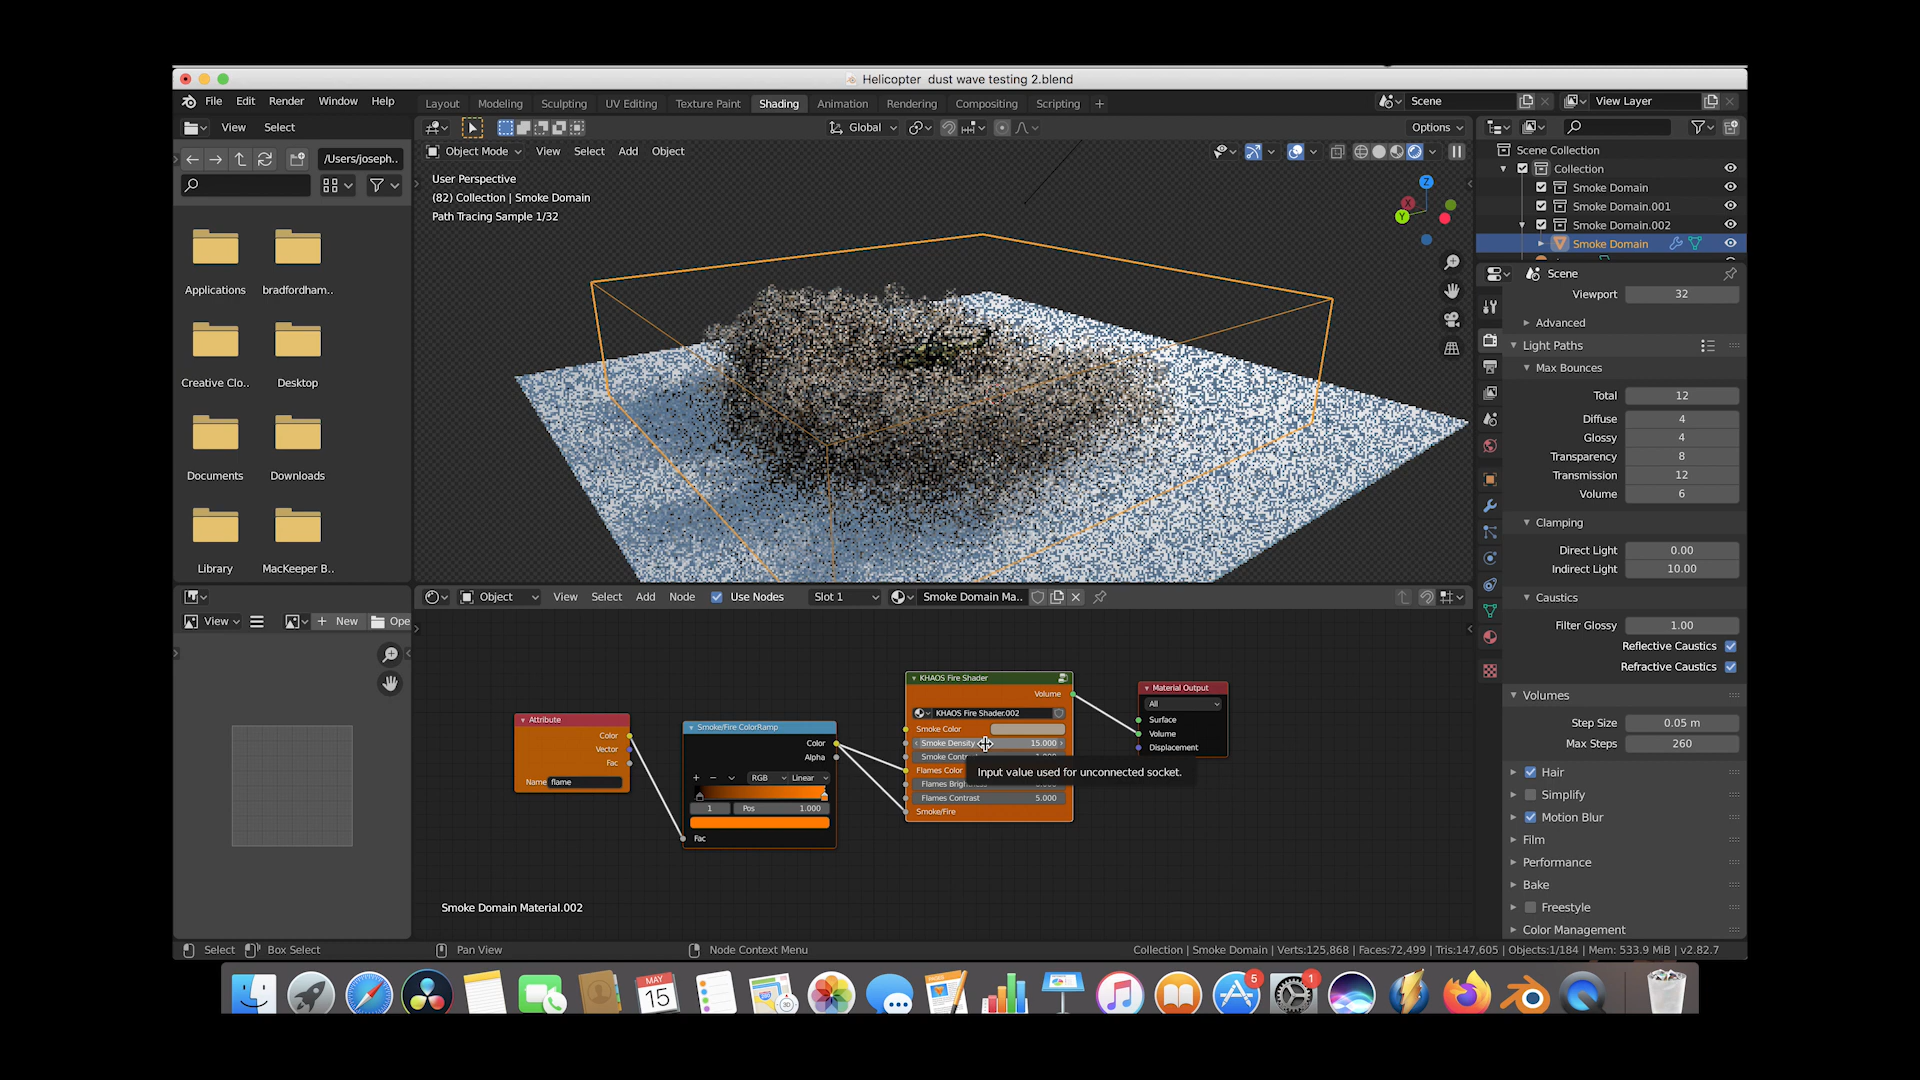 Helicopter  dust wave testing 2.blend
File Edit Render Window Help
Layout Modeling Sculpting UV Editing Texture Paint Shading Animation Rendering Compositing Scripting +
Scene
View Layer
View Select
Global
Options
/Users/joseph..
Object Mode View Select Add Object
User Perspective
(82) Collection | Smoke Domain
Path Tracing Sample 1/32
Z
X
Y
Applications
bradfordham..
Creative Clo...
Desktop
Documents
Downloads
Library
MacKeeper B..
Scene Collection
Collection
Smoke Domain
Smoke Domain.001
Smoke Domain.002
Smoke Domain
Scene
Viewport 32
Advanced
Light Paths
Max Bounces
Total 12
Diffuse 4
Glossy 4
Transparency 8
Transmission 12
Volume 6
Clamping
Direct Light 0.00
Indirect Light 10.00
Caustics
Filter Glossy 1.00
Reflective Caustics
Refractive Caustics
Volumes
Step Size 0.05 m
Max Steps 260
Hair
Simplify
Motion Blur
Film
Performance
Bake
Freestyle
Color Management
Object View Select Add Node Use Nodes Slot 1 Smoke Domain Ma..
View + New Ope
Attribute
Color
Vector
Fac
Name flame
Smoke/Fire ColorRamp
Color
Alpha
+ − RGB Linear
1 Pos 1.000
Fac
KHAOS Fire Shader
Volume
KHAOS Fire Shader.002
Smoke Color
Smoke Density 15.000
Smoke Contr
Flames Color
Input value used for unconnected socket.
Flames Brightn
Flames Contrast 5.000
Smoke/Fire
Material Output
All
Surface
Volume
Displacement
Smoke Domain Material.002
Select Box Select Pan View Node Context Menu
Collection | Smoke Domain | Verts:125,868 | Faces:72,499 | Tris:147,605 | Objects:1/184 | Mem: 533.9 MiB | v2.82.7
MAY
15
PAGES
5
1